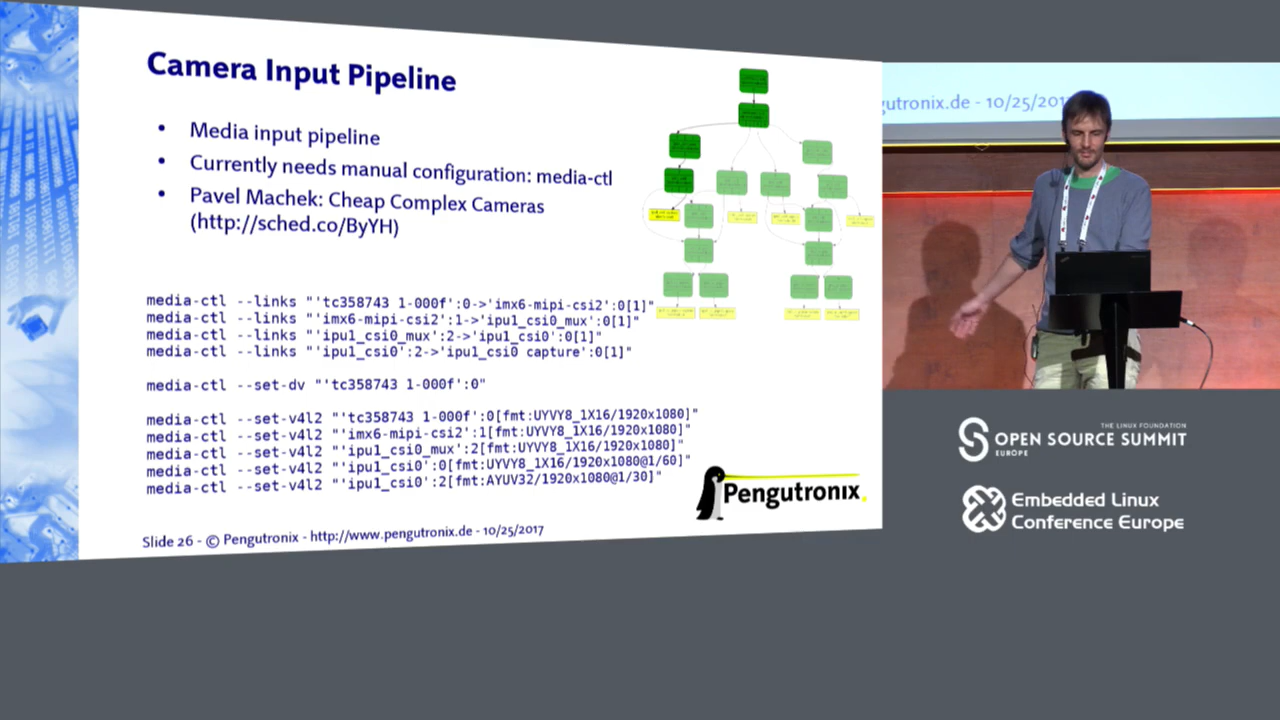 Camera Input Pipeline
• Media input pipeline
• Currently needs manual configuration: media-ctl
• Pavel Machek: Cheap Complex Cameras
(http://sched.co/ByYH)
media-ctl --links "'tc358743 1-000f':0->'imx6-mipi-csi2':0[1]"
media-ctl --links "'imx6-mipi-csi2':1->'ipu1_csi0_mux':0[1]"
media-ctl --links "'ipu1_csi0_mux':2->'ipu1_csi0':0[1]"
media-ctl --links "'ipu1_csi0':2->'ipu1_csi0 capture':0[1]"
media-ctl --set-dv "'tc358743 1-000f':0"
media-ctl --set-v4l2 "'tc358743 1-000f':0[fmt:UYVY8_1X16/1920x1080]"
media-ctl --set-v4l2 "'imx6-mipi-csi2':1[fmt:UYVY8_1X16/1920x1080]"
media-ctl --set-v4l2 "'ipu1_csi0_mux':2[fmt:UYVY8_1X16/1920x1080]"
media-ctl --set-v4l2 "'ipu1_csi0':0[fmt:UYVY8_1X16/1920x1080@1/60]"
media-ctl --set-v4l2 "'ipu1_csi0':2[fmt:AYUV32/1920x1080@1/30]"
Pengutronix
Slide 26 - © Pengutronix - http://www.pengutronix.de - 10/25/2017
gutronix.de - 10/25/201
THE LINUX FOUNDATION
OPEN SOURCE SUMMIT
EUROPE
Embedded Linux
Conference Europe